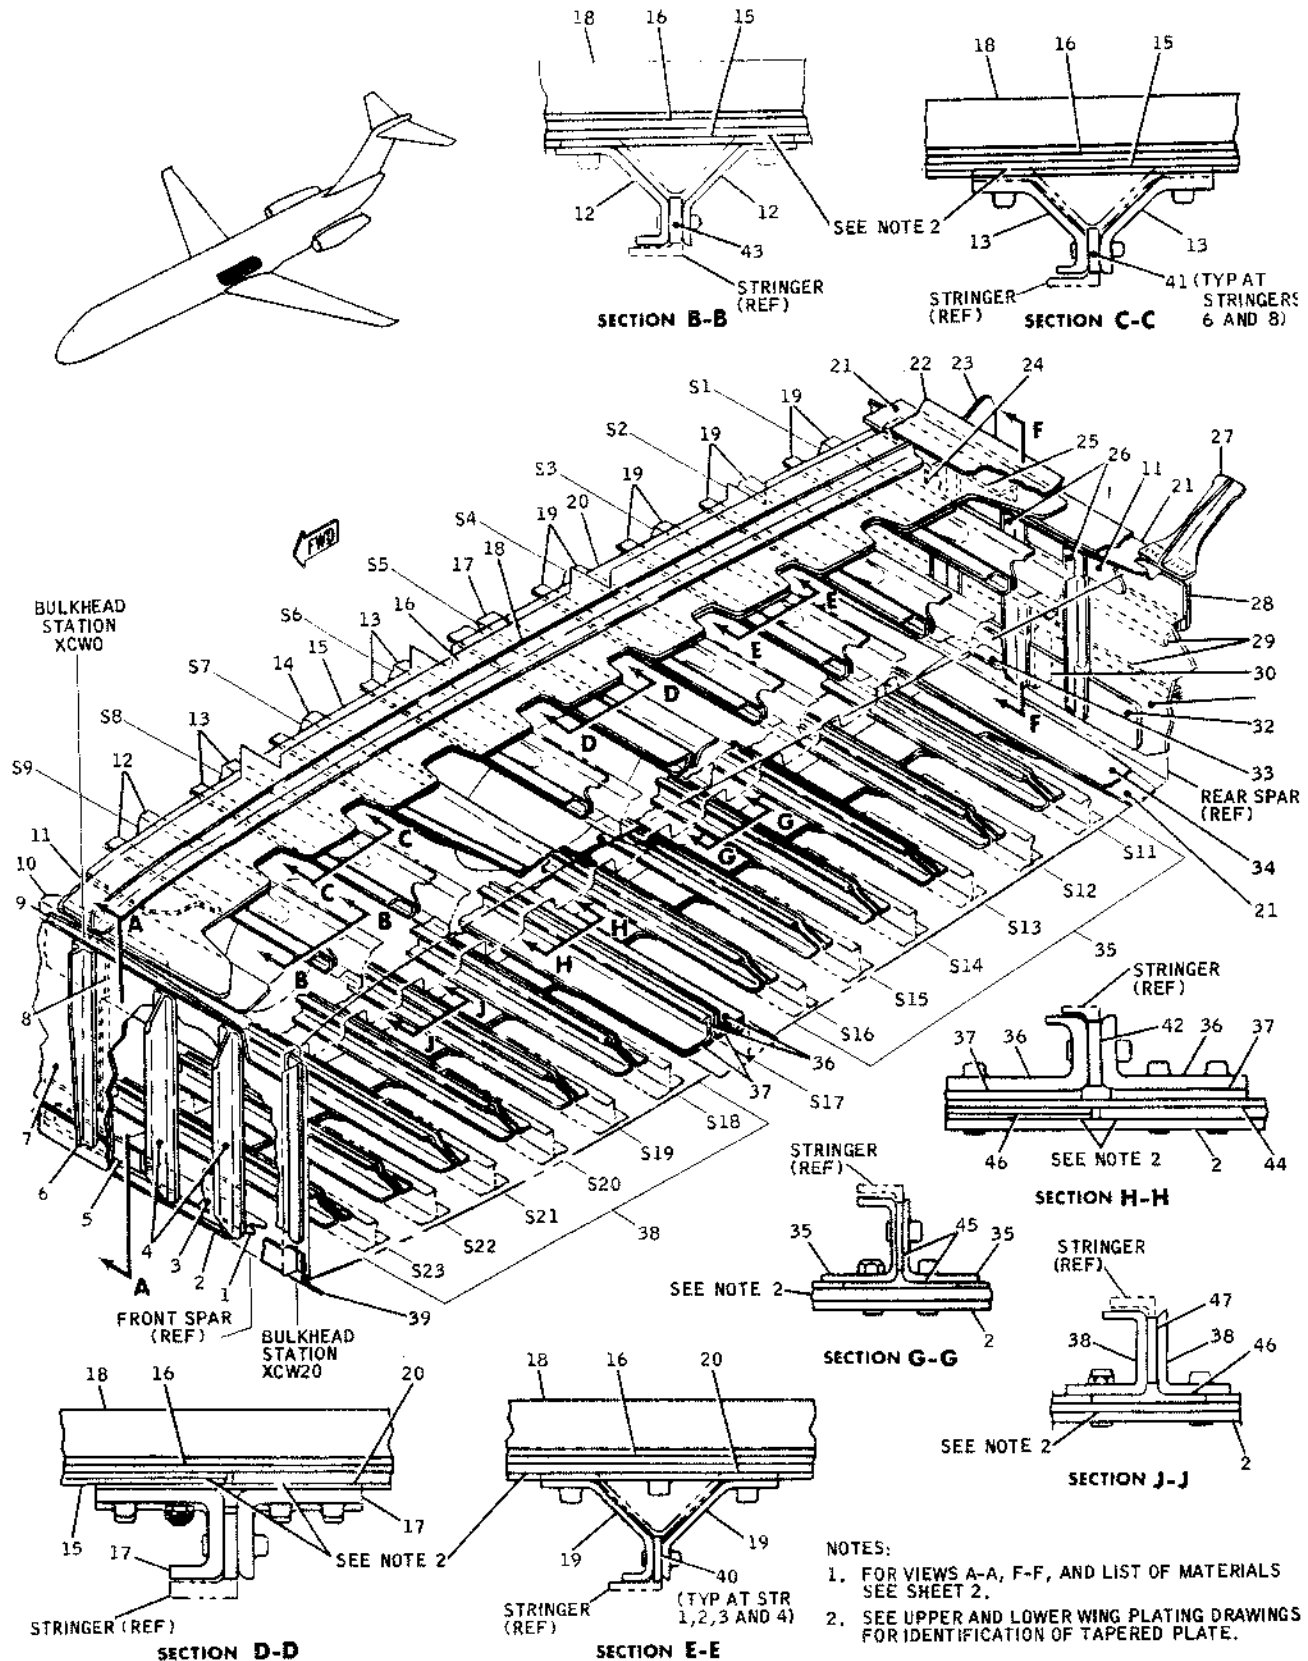 18 16 15
18 16 15
12 12
43
SEE NOTE 2
STRINGER
(REF)
SECTION B-B
13 13
41 (TYP AT
STRINGERS
6 AND 8)
STRINGER
(REF)
SECTION C-C
21 22 23 24
S1
19
F
27
S2
19
25
26
11
21
S3
19
S4
20
FWD
19
S5
18
17
BULKHEAD
STATION
XCW0
S6
16
13
E
E
28
29
30
S7
15
14
D
D
F
32
33
S8
13
REAR SPAR
(REF)
S9
12
G
G
34
S11
S12
21
11
10
9
A
C
C
B
B
S13
35
H
H
S14
8
S15
J
J
S16
36
37
S17
7
6
5
4
3
2
1
S18
S19
S20
S21
38
S22
S23
A
39
FRONT SPAR
(REF)
BULKHEAD
STATION
XCW20
STRINGER
(REF)
42 36 37
37 36
46
SEE NOTE 2
2
44
SECTION H-H
STRINGER
(REF)
35 45 35
SEE NOTE 2
2
SECTION G-G
STRINGER
(REF)
47
38 38 46
SEE NOTE 2
2
SECTION J-J
18 16 20
15
17
17
SEE NOTE 2
STRINGER (REF)
SECTION D-D
18 16 20
19 19
40
(TYP AT STR
1,2,3 AND 4)
STRINGER
(REF)
SECTION E-E
NOTES:
1. FOR VIEWS A-A, F-F, AND LIST OF MATERIALS
SEE SHEET 2.
2. SEE UPPER AND LOWER WING PLATING DRAWINGS
FOR IDENTIFICATION OF TAPERED PLATE.